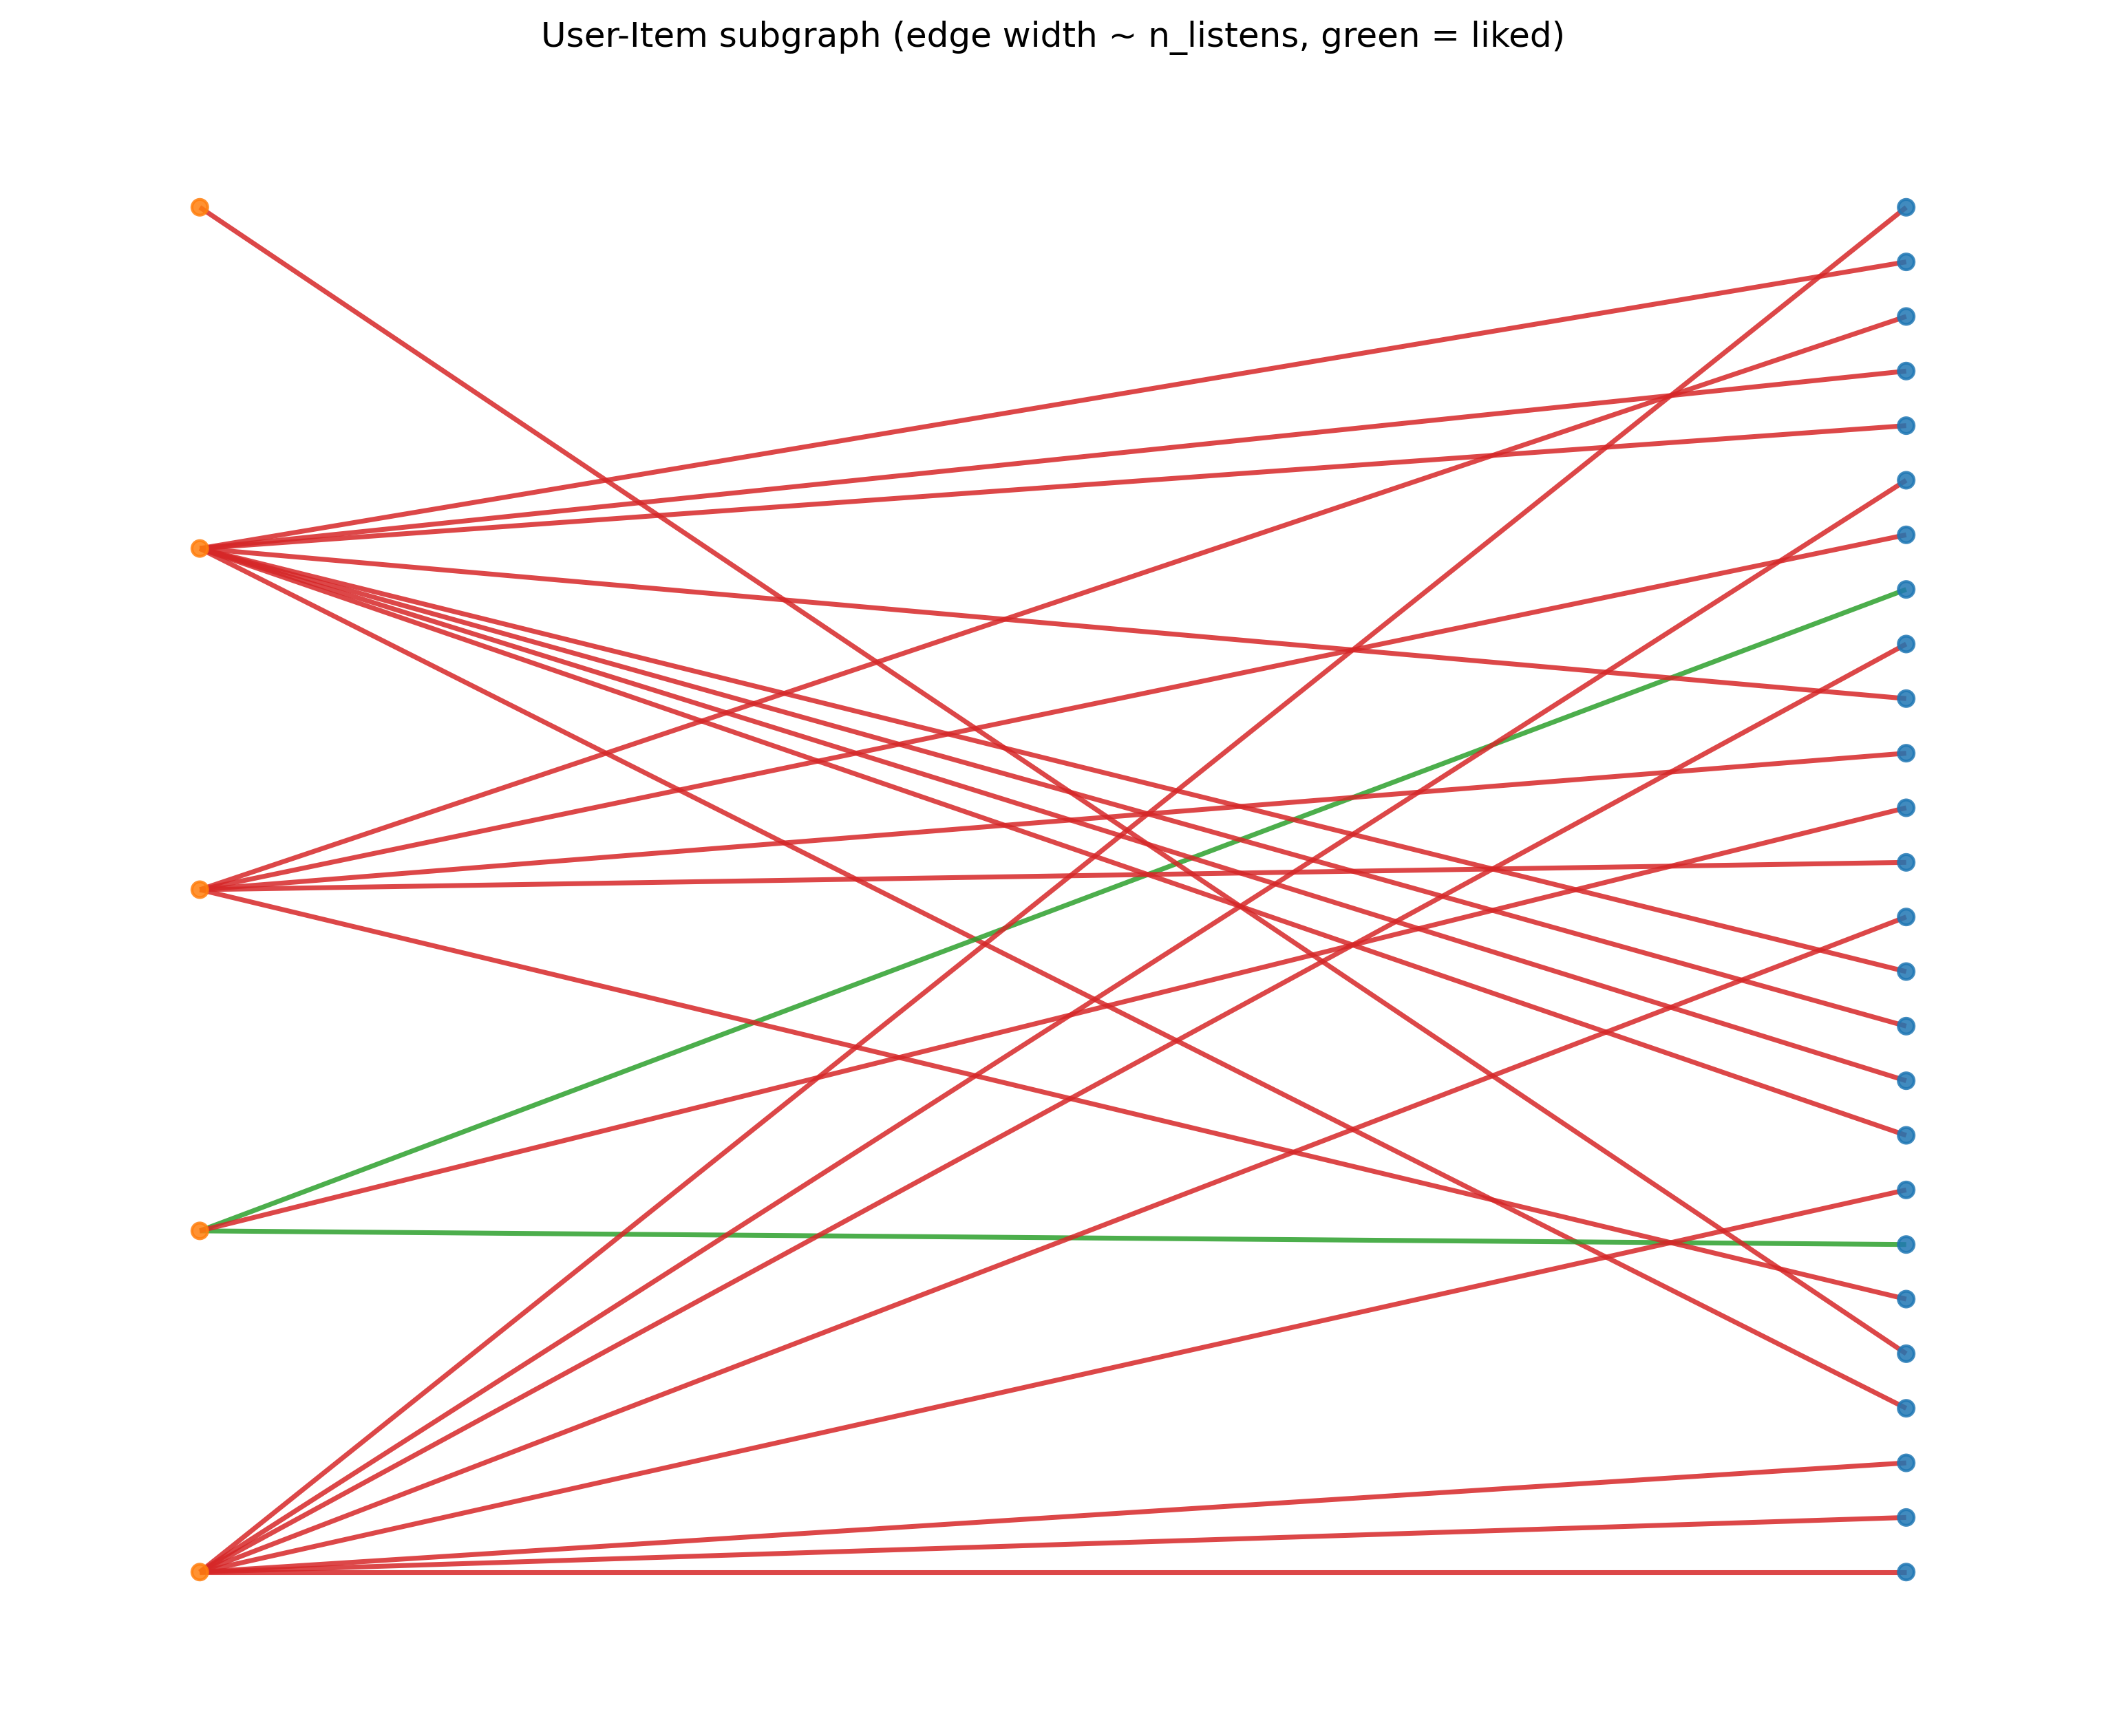 User-Item subgraph (edge width ~ n_listens, green = liked)